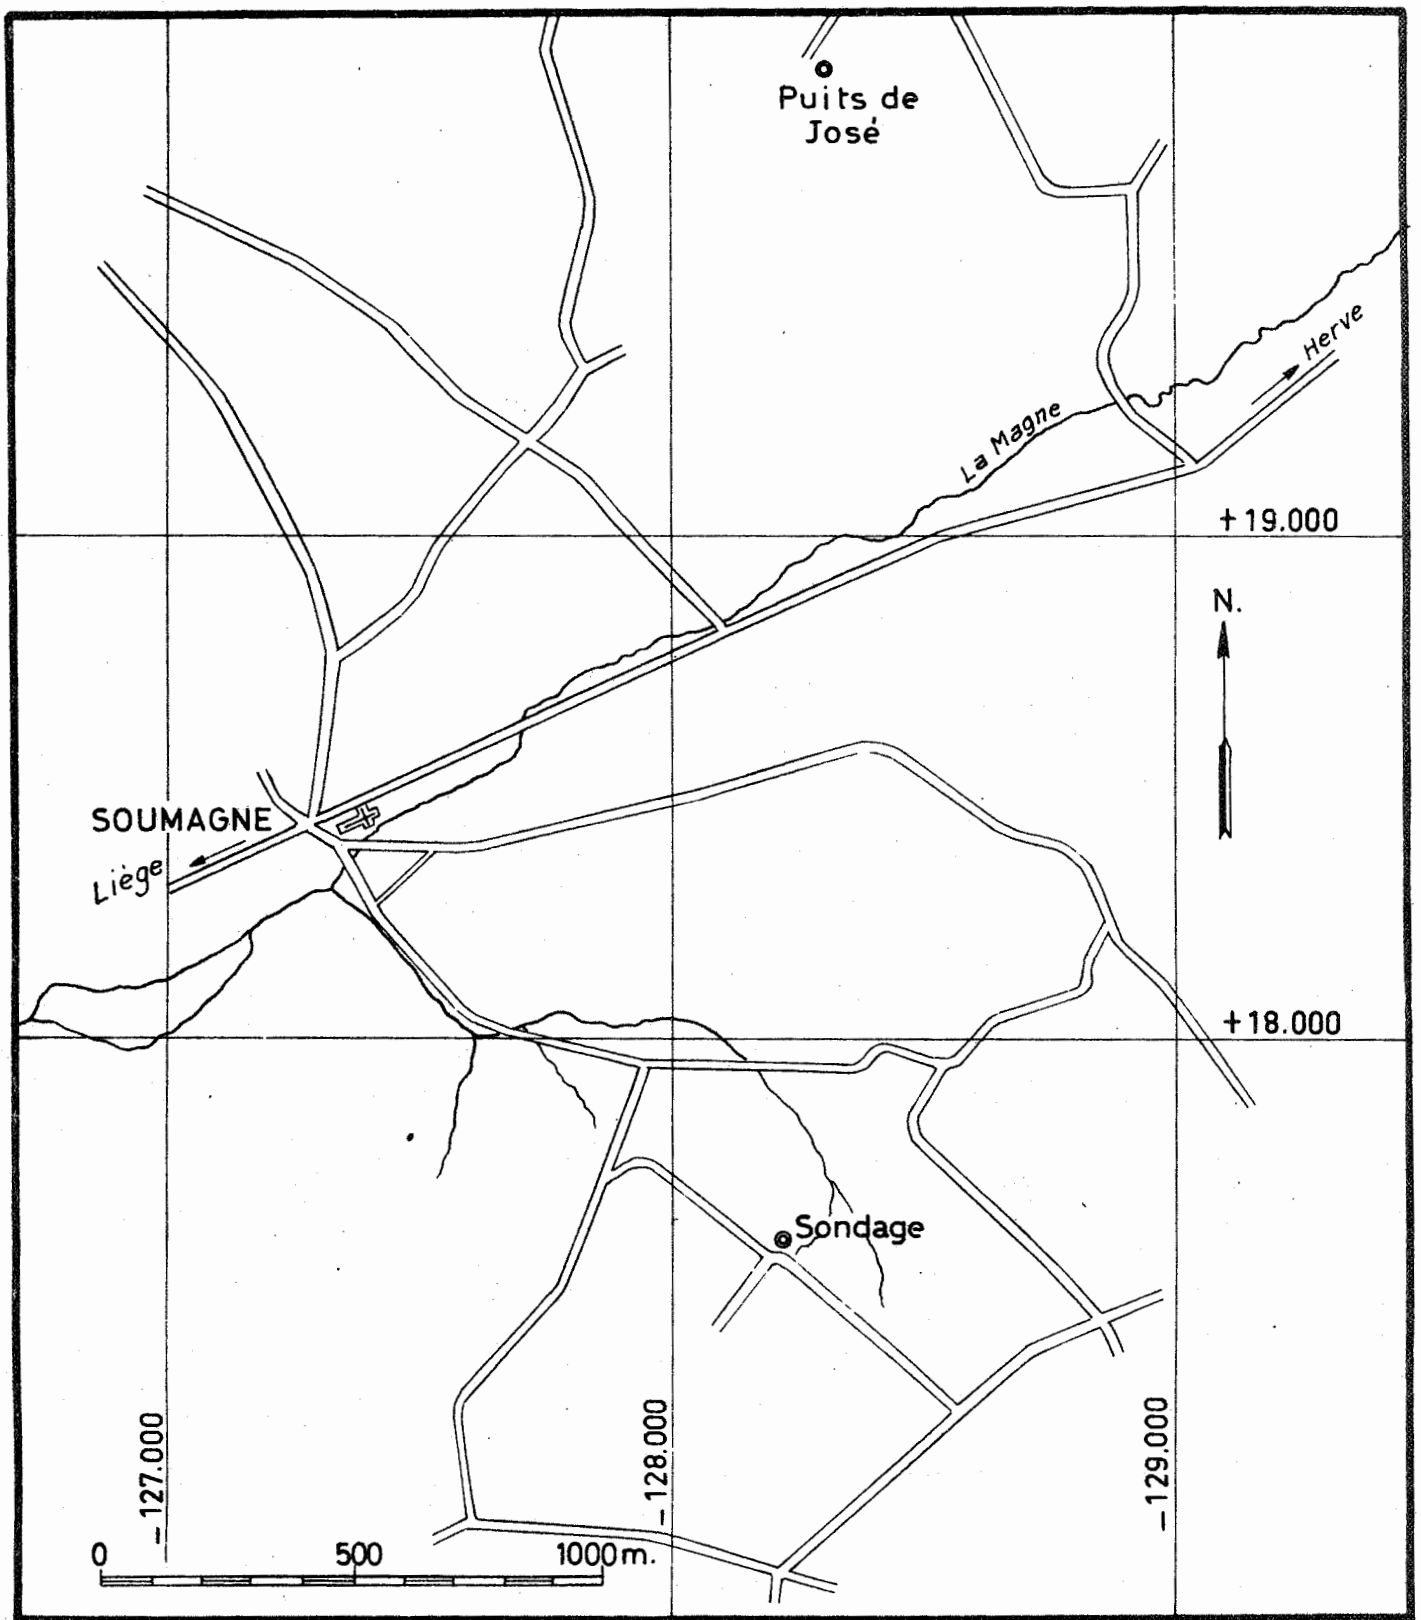 Puits de
José
Herve
La Magne
+19.000
N.
SOUMAGNE
Liège
+18.000
Sondage
-127.000
-128.000
-129.000
0 500 1000m.